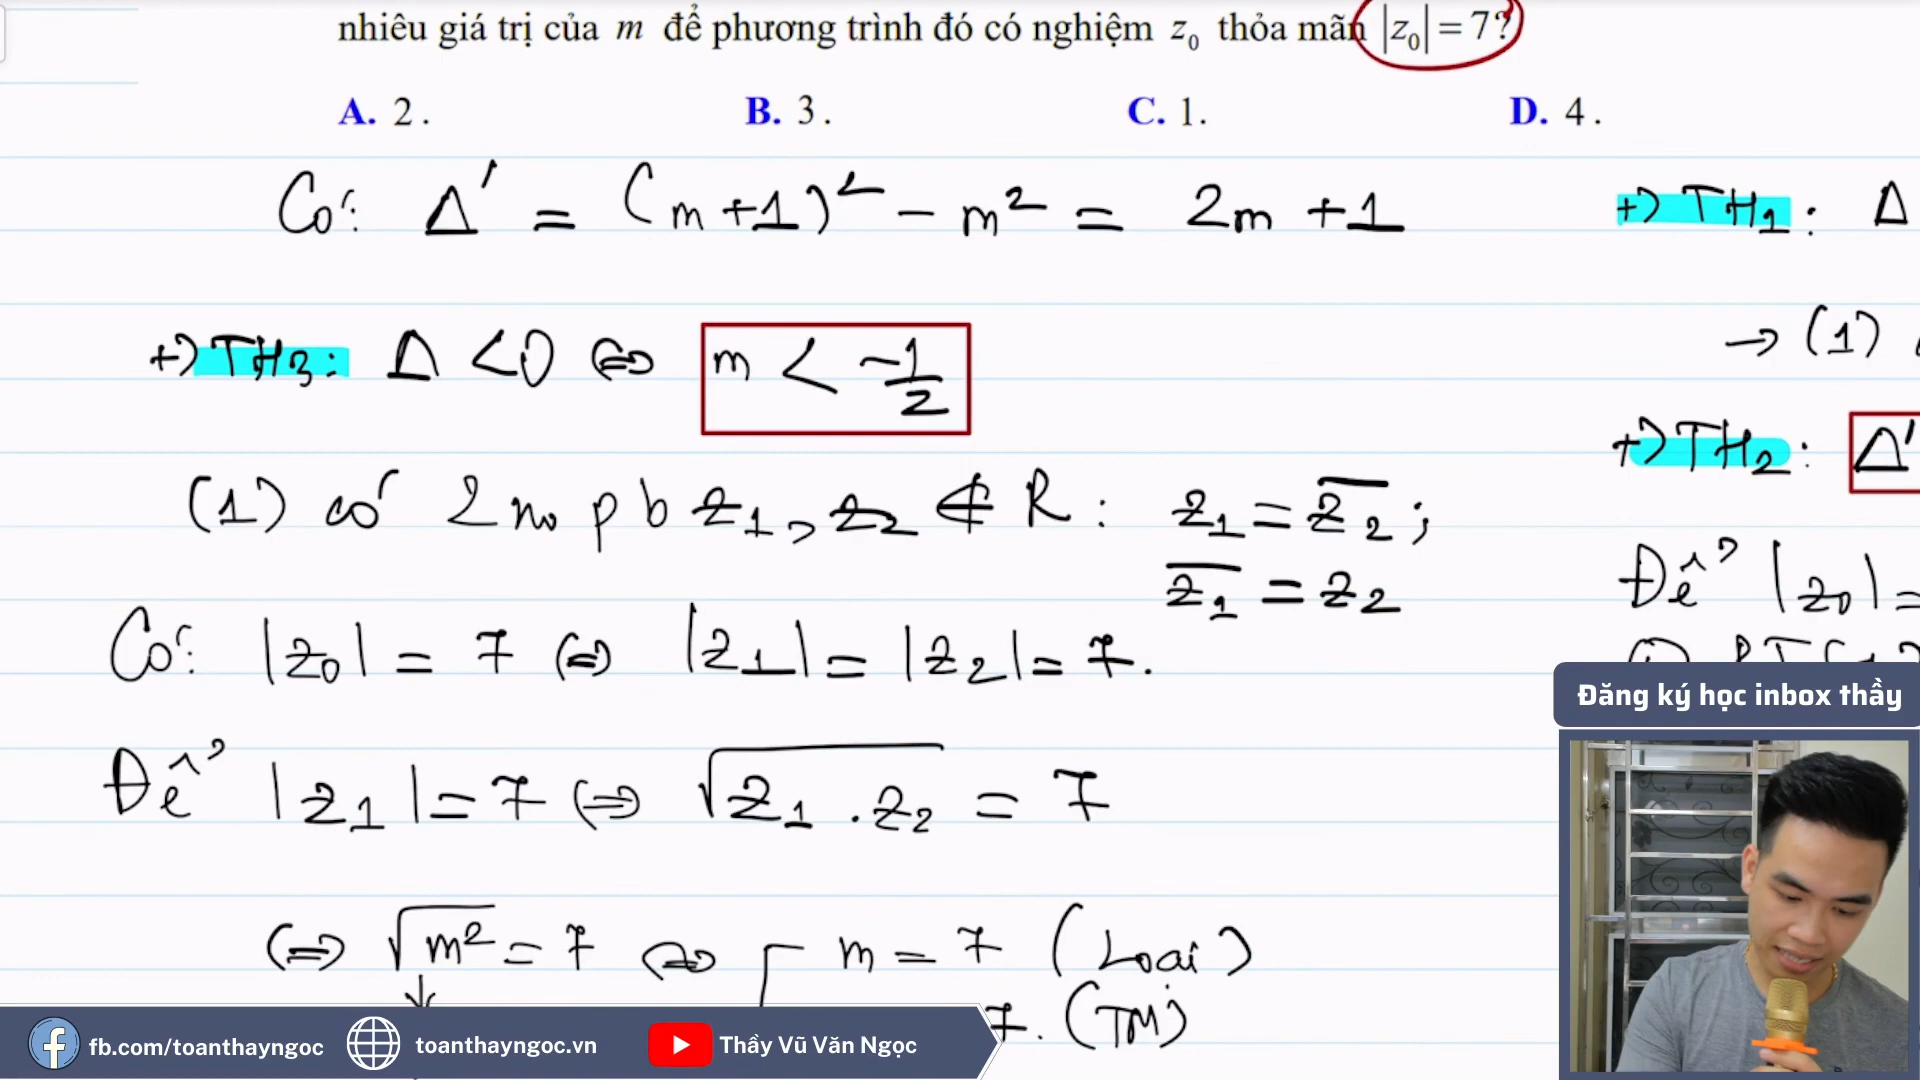 nhiêu giá trị của m để phương trình đó có nghiệm z₀ thỏa mãn |z₀| = 7?
A. 2. B. 3. C. 1. D. 4.
Có: Δ' = (m+1)² − m² = 2m + 1
+) TH₁: Δ
+) TH₃: Δ < 0 ⇔ m < −1/2
→ (1)
+) TH₂: Δ'
(1) có 2 no pb z₁, z₂ ∉ R: z₁ = z̅₂;
z̅₁ = z₂
Để |z₀| =
Có: |z₀| = 7 ⇔ |z₁| = |z₂| = 7.
Đăng ký học inbox thầy
Để |z₁| = 7 ⇔ √(z₁ . z₂) = 7
⇔ √(m²) = 7 ⇔ [ m = 7 (Loại)
7. (TM)
fb.com/toanthayngoc
toanthayngoc.vn
Thầy Vũ Văn Ngọc